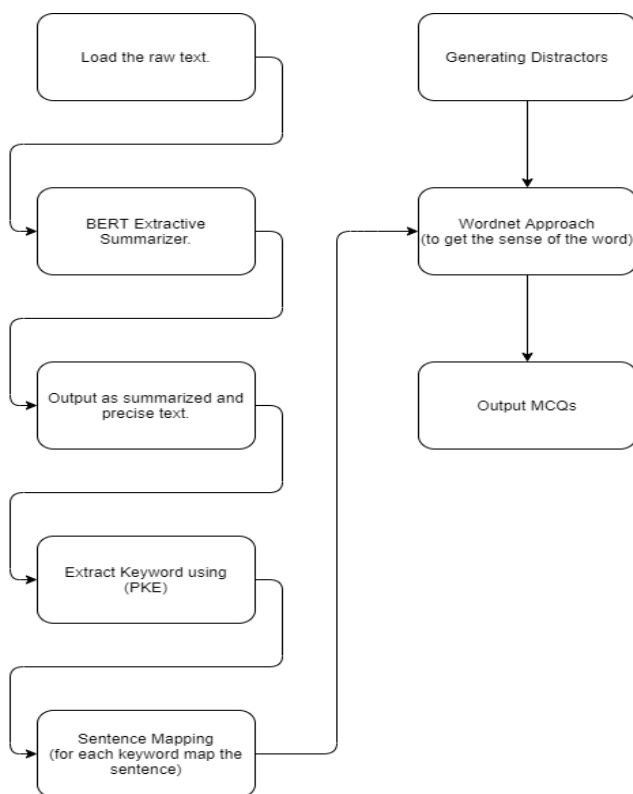 Load the raw text.
BERT Extractive
Summarizer.
Output as summarized and
precise text.
Extract Keyword using
(PKE)
Sentence Mapping
(for each keyword map the
sentence)
Generating Distractors
Wordnet Approach
(to get the sense of the word)
Output MCQs